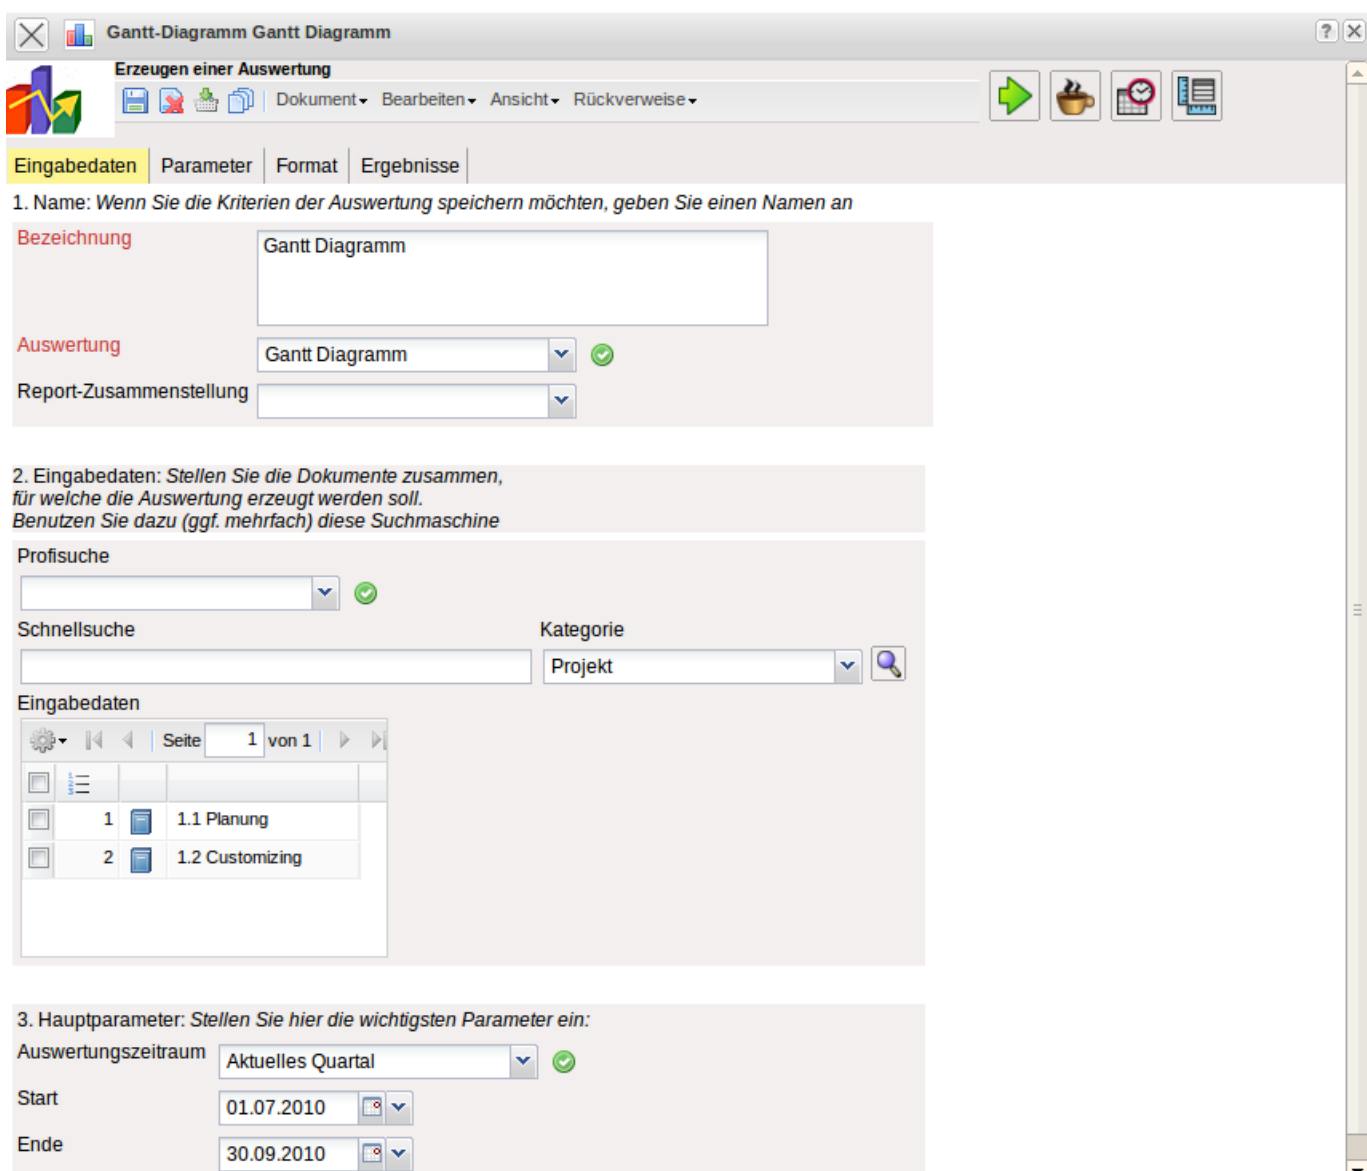 Gantt-Diagramm Gantt Diagramm
Erzeugen einer Auswertung
Dokument Bearbeiten Ansicht Rückverweise
Eingabedaten Parameter Format Ergebnisse
1. Name: Wenn Sie die Kriterien der Auswertung speichern möchten, geben Sie einen Namen an
Bezeichnung Gantt Diagramm
Auswertung Gantt Diagramm
Report-Zusammenstellung
2. Eingabedaten: Stellen Sie die Dokumente zusammen,
für welche die Auswertung erzeugt werden soll.
Benutzen Sie dazu (ggf. mehrfach) diese Suchmaschine
Profisuche
Schnellsuche Kategorie
Projekt
Eingabedaten
Seite 1 von 1
1 1.1 Planung
2 1.2 Customizing
3. Hauptparameter: Stellen Sie hier die wichtigsten Parameter ein:
Auswertungszeitraum Aktuelles Quartal
Start 01.07.2010
Ende 30.09.2010